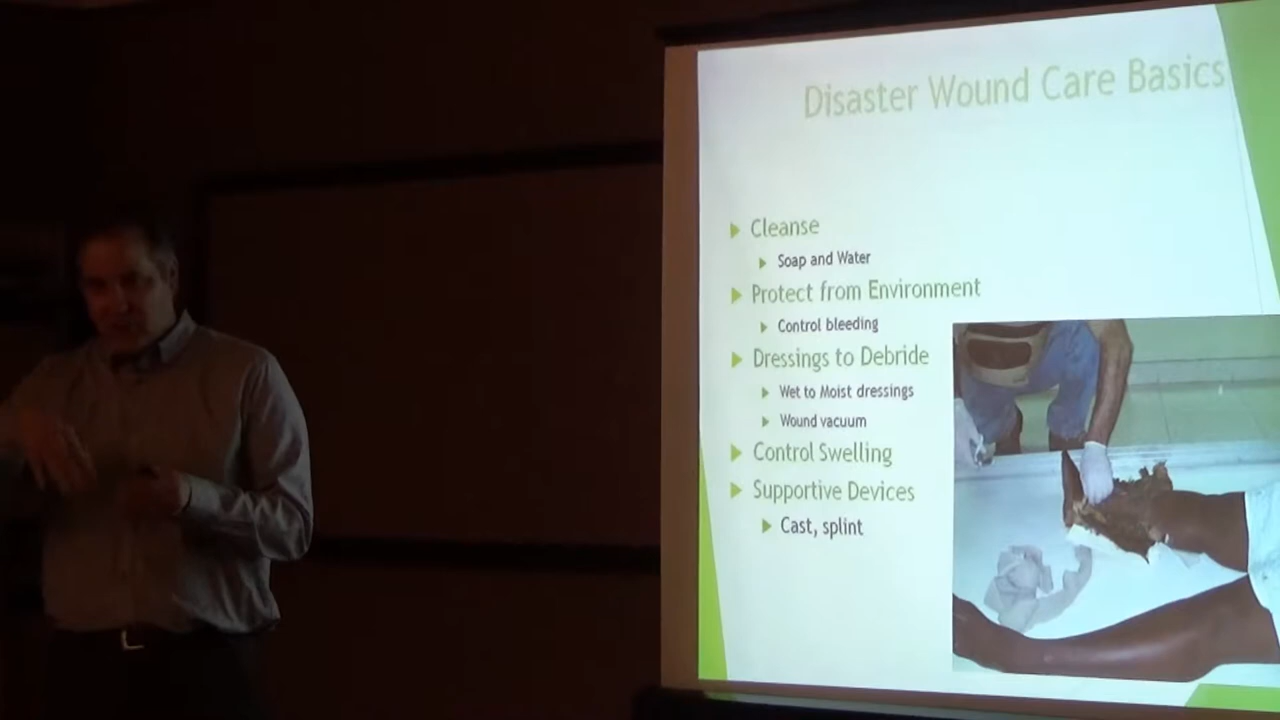 Disaster Wound Care Basics
Cleanse
Soap and Water
Protect from Environment
Control bleeding
Dressings to Debride
Wet to Moist dressings
Wound vacuum
Control Swelling
Supportive Devices
Cast, splint